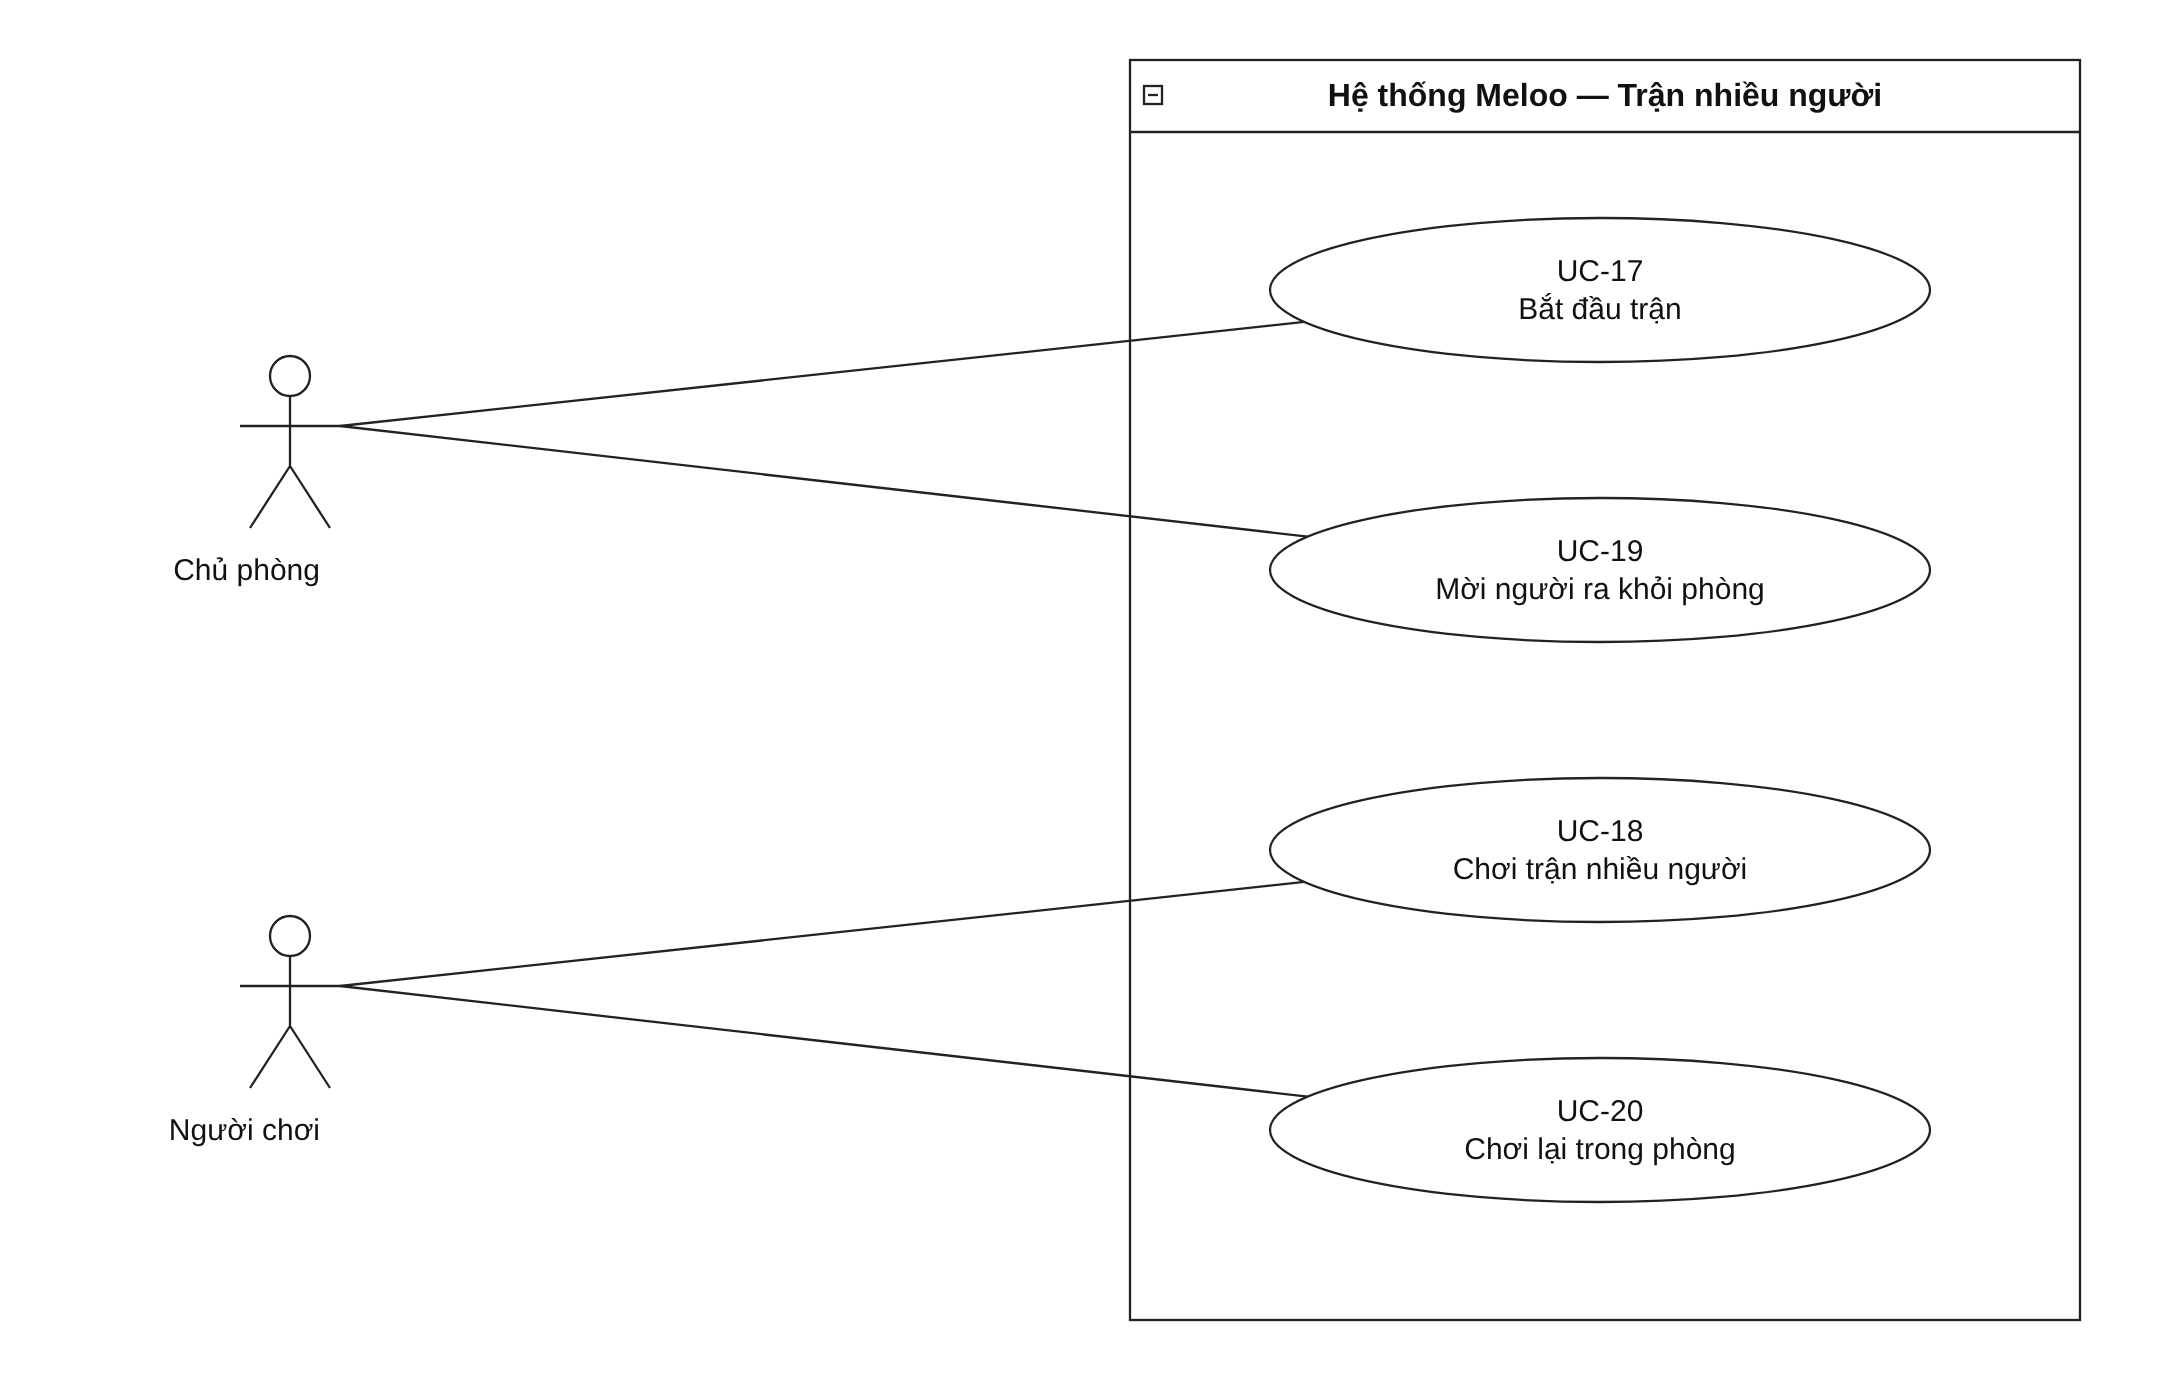 Hệ thống Meloo — Trận nhiều người
UC-17
Bắt đầu trận
Chủ phòng
UC-19
Mời người ra khỏi phòng
UC-18
Chơi trận nhiều người
Người chơi
UC-20
Chơi lại trong phòng